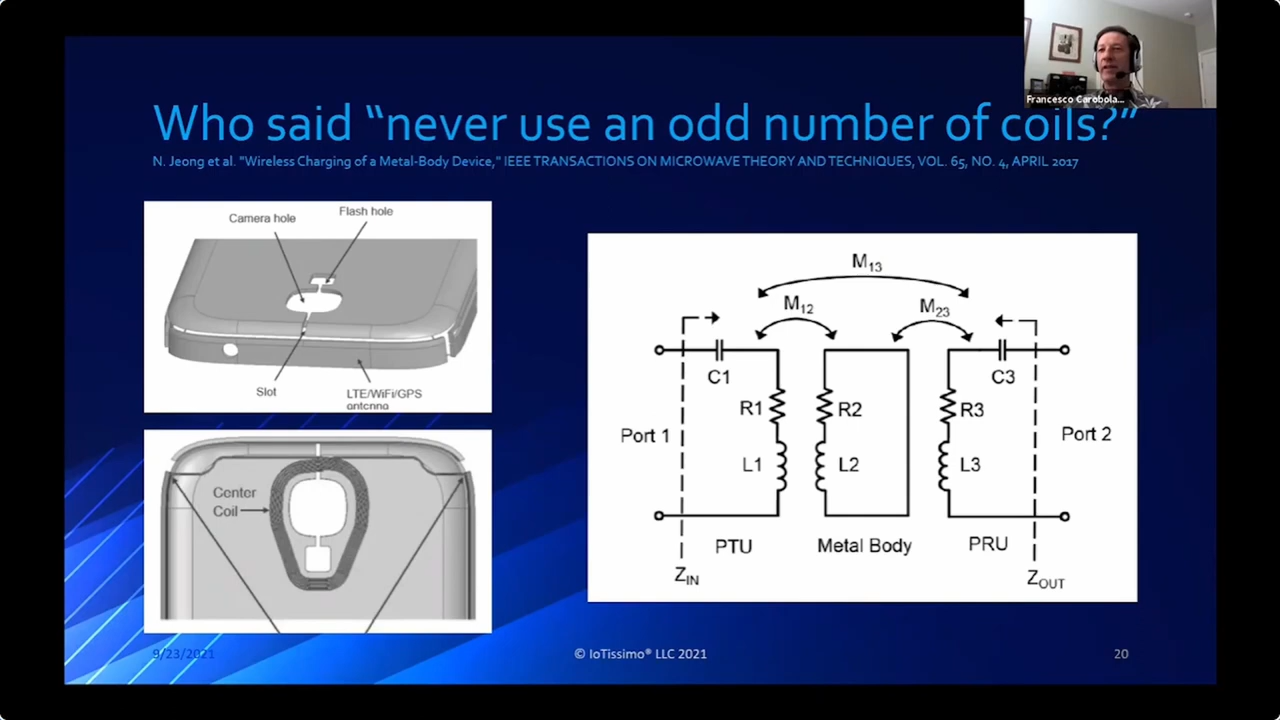 Francesco Carobola...
Who said “never use an odd number of coils?”
N. Jeong et al. "Wireless Charging of a Metal-Body Device," IEEE TRANSACTIONS ON MICROWAVE THEORY AND TECHNIQUES, VOL. 65, NO. 4, APRIL 2017
Camera hole
Flash hole
Slot
LTE/WiFi/GPS
antenna
Center
Coil
M13
M12
M23
C1
C3
R1
R2
R3
Port 1
Port 2
L1
L2
L3
PTU
Metal Body
PRU
ZIN
ZOUT
9/23/2021
© IoTissimo® LLC 2021
20